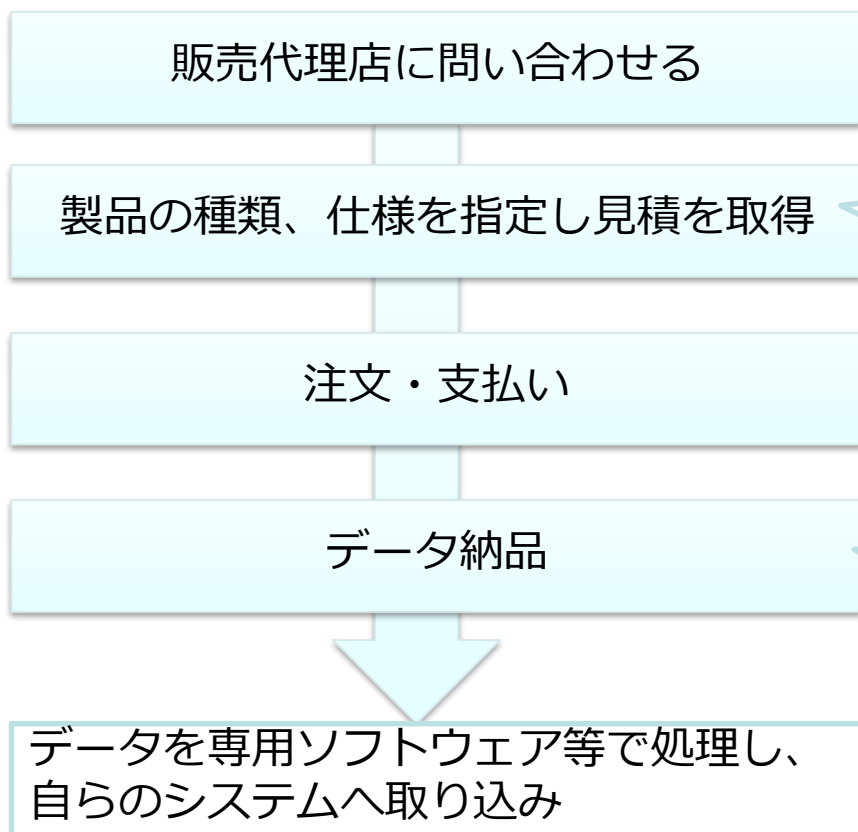 販売代理店に問い合わせる
製品の種類、仕様を指定し見積を取得
注文・支払い
データ納品
データを専用ソフトウェア等で処理し、
自らのシステムへ取り込み